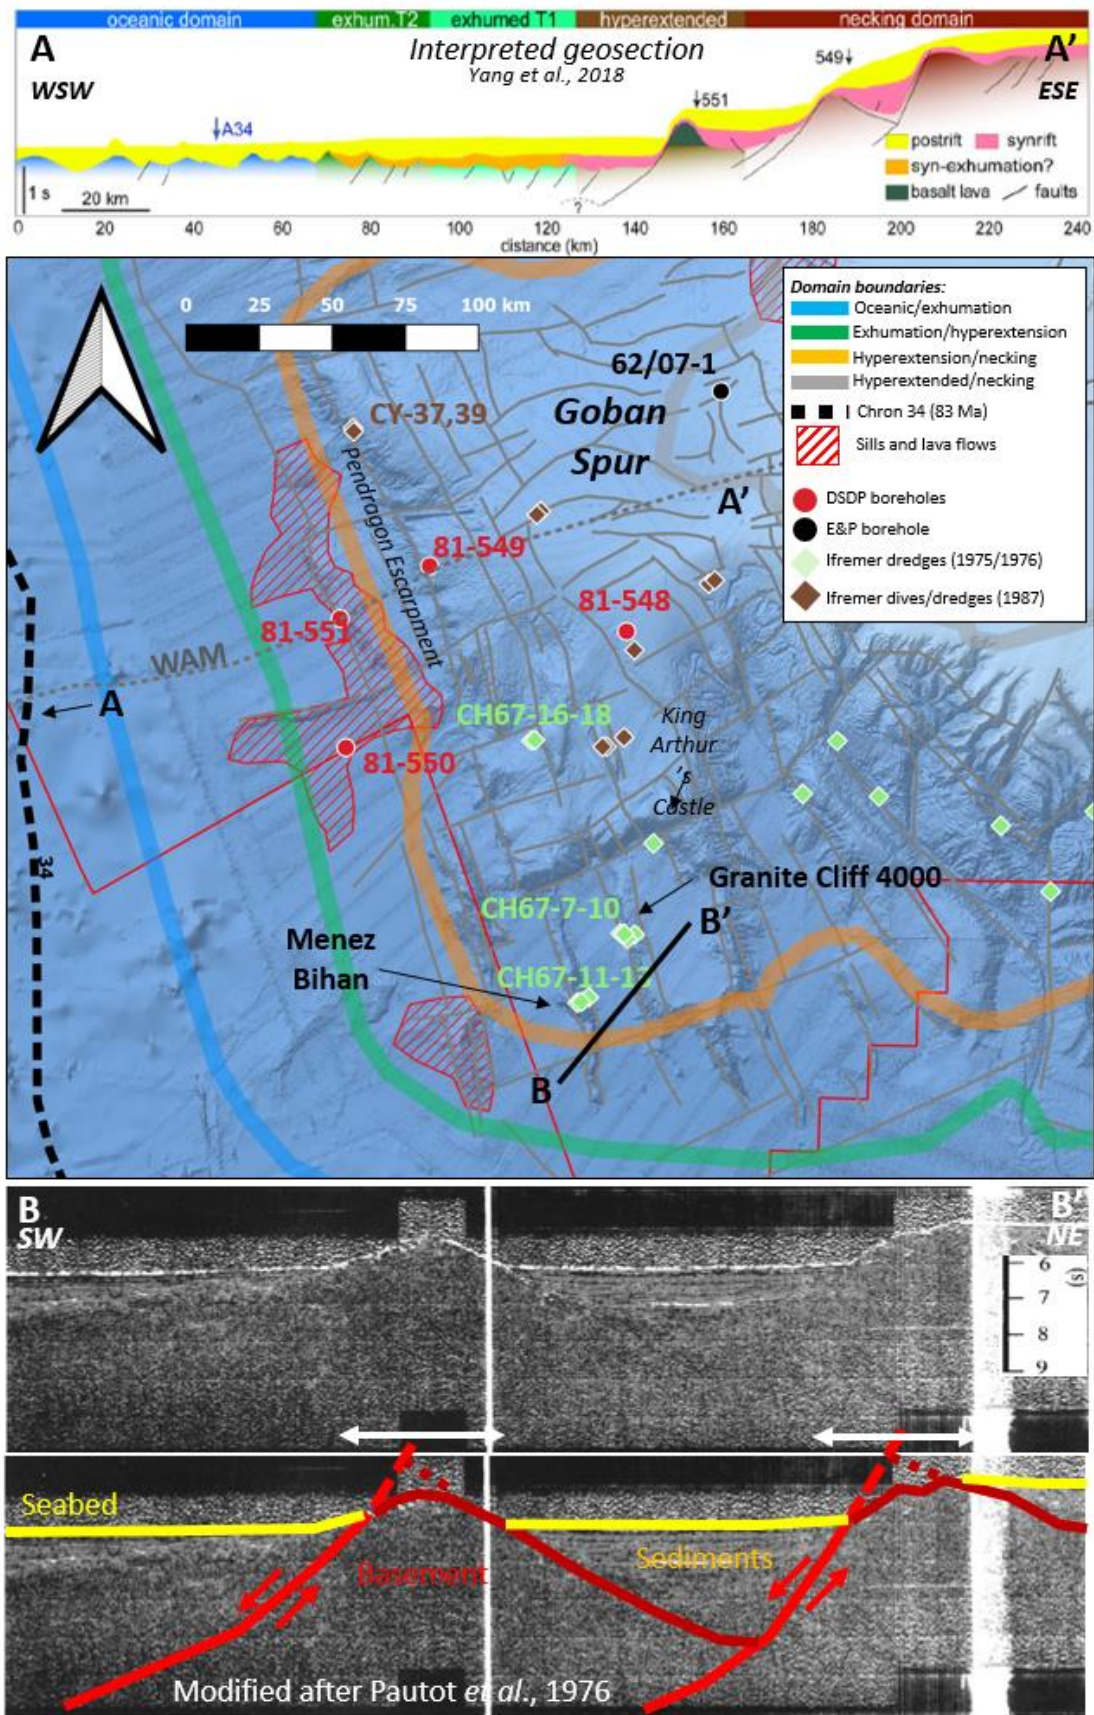 oceanic domain exhum.T2 exhumed T1 hyperextended necking domain
A Interpreted geosection A'
WSW Yang et al., 2018 549 ESE
551
A34
postrift synrift
syn-exhumation?
basalt lava faults
1 s
20 km
?
0 20 40 60 80 100 120 140 160 180 200 220 240
distance (km)
0 25 50 75 100 km
Domain boundaries:
Oceanic/exhumation
Exhumation/hyperextension
Hyperextension/necking
Hyperextended/necking
Chron 34 (83 Ma)
Sills and lava flows
DSDP boreholes
E&P borehole
Ifremer dredges (1975/1976)
Ifremer dives/dredges (1987)
62/07-1
Goban
Spur
CY-37,39
Pendragon Escarpment
A'
81-549
81-548
81-551
WAM
A
CH67-16-18
81-550
King
Arthur
's
Castle
34
Granite Cliff 4000
CH67-7-10
B'
Menez
Bihan
CH67-11-13
B
B B'
SW NE
6
7
8
9
(s)
Seabed
Basement
Sediments
Modified after Pautot et al., 1976